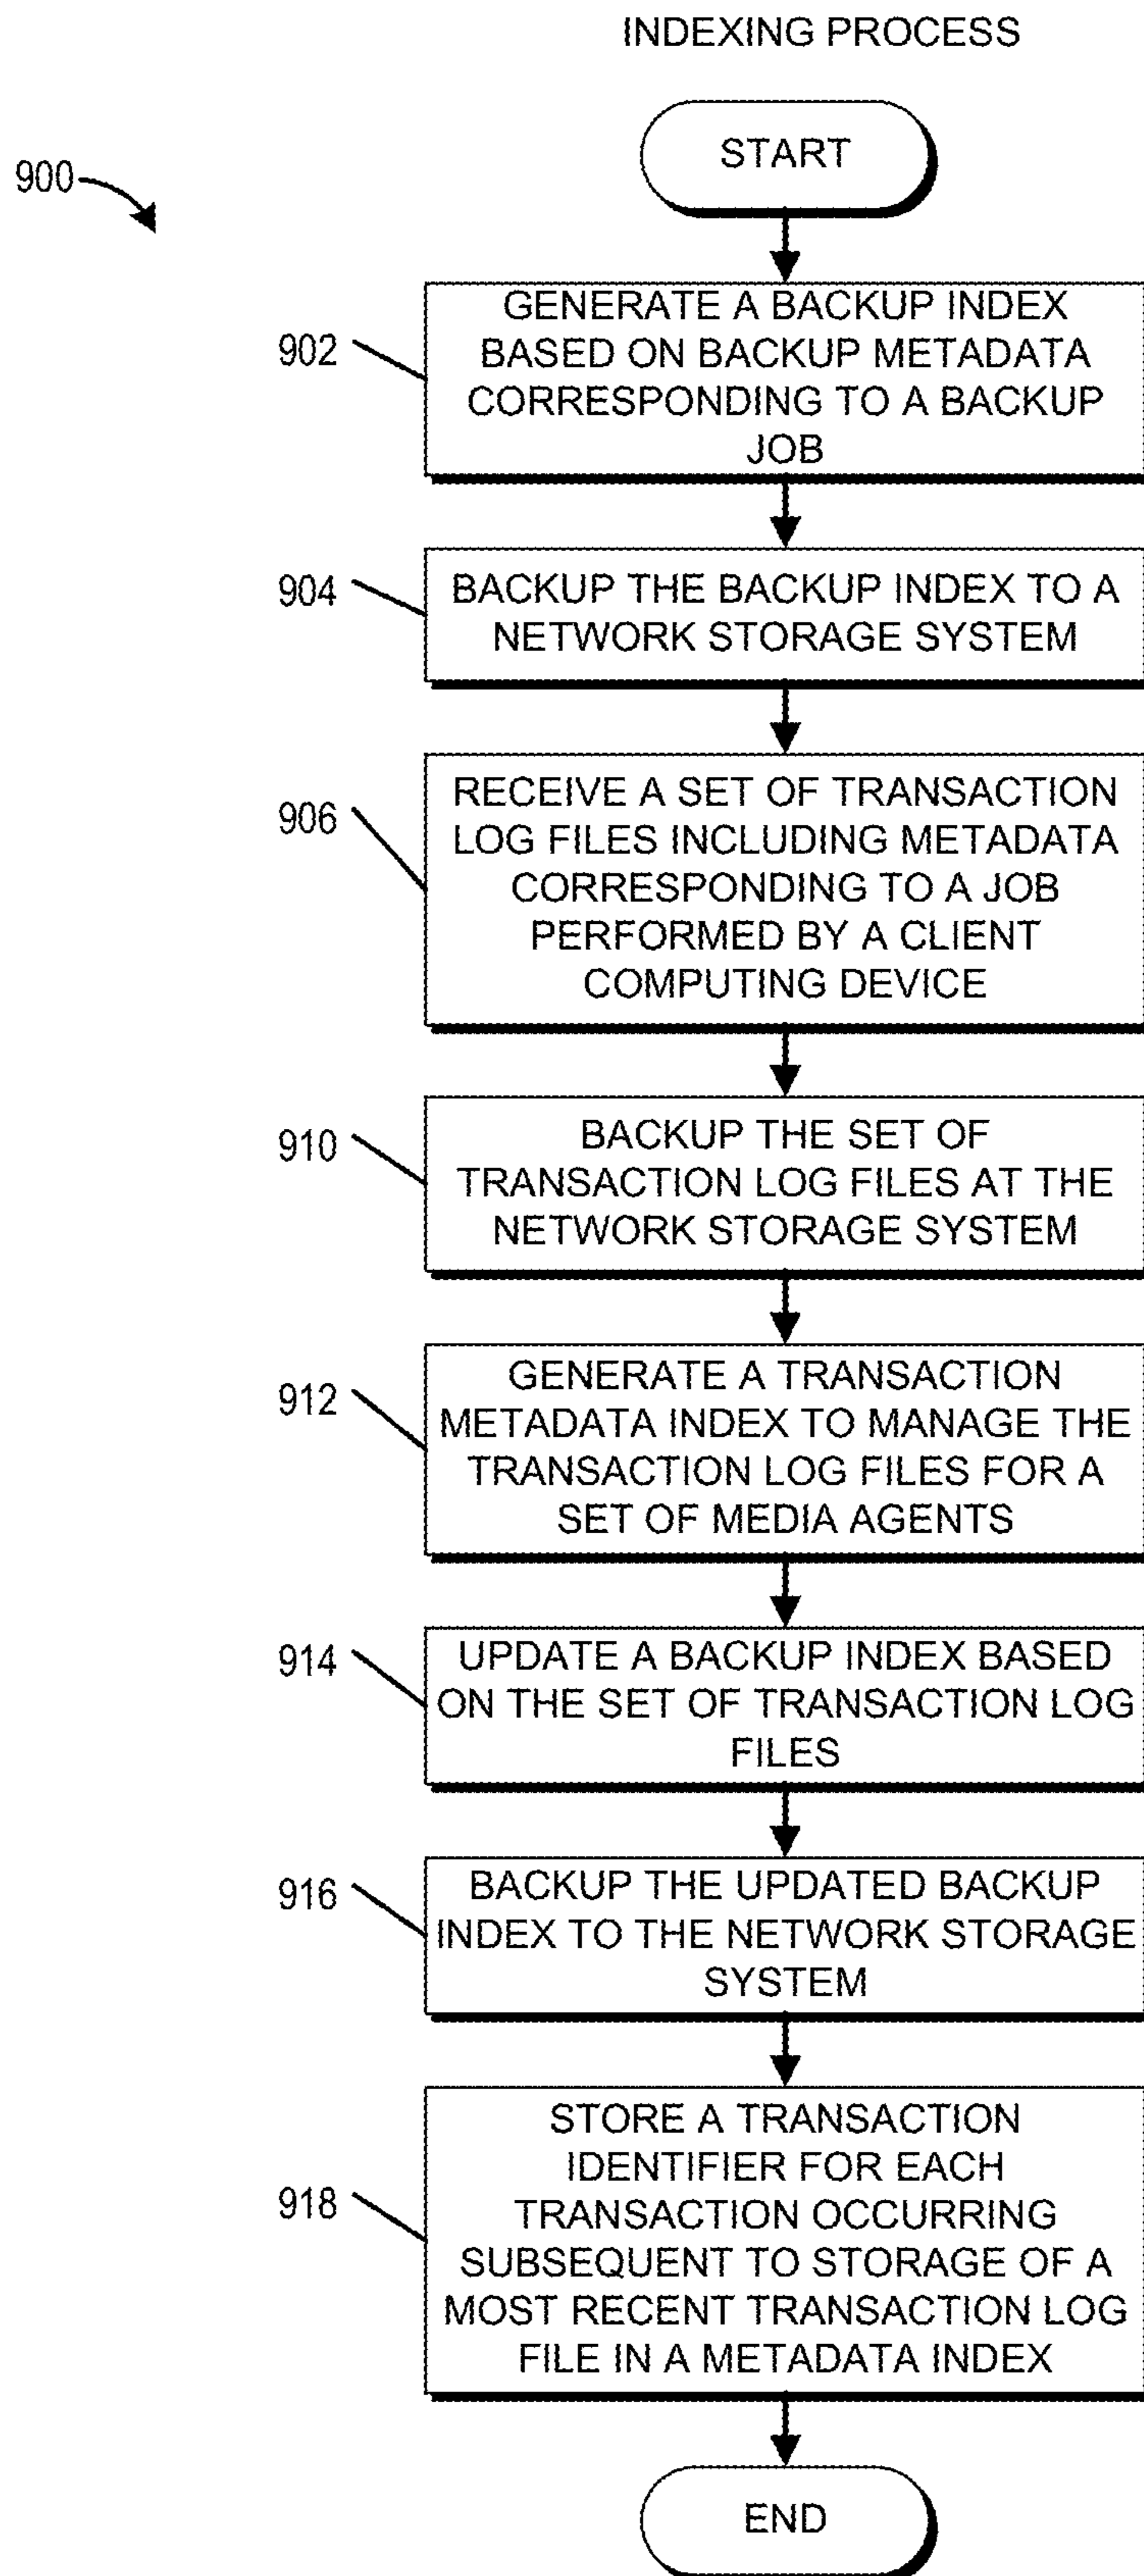 INDEXING PROCESS
START
900
902
GENERATE A BACKUP INDEX
BASED ON BACKUP METADATA
CORRESPONDING TO A BACKUP
JOB
904
BACKUP THE BACKUP INDEX TO A
NETWORK STORAGE SYSTEM
906
RECEIVE A SET OF TRANSACTION
LOG FILES INCLUDING METADATA
CORRESPONDING TO A JOB
PERFORMED BY A CLIENT
COMPUTING DEVICE
910
BACKUP THE SET OF
TRANSACTION LOG FILES AT THE
NETWORK STORAGE SYSTEM
912
GENERATE A TRANSACTION
METADATA INDEX TO MANAGE THE
TRANSACTION LOG FILES FOR A
SET OF MEDIA AGENTS
914
UPDATE A BACKUP INDEX BASED
ON THE SET OF TRANSACTION LOG
FILES
916
BACKUP THE UPDATED BACKUP
INDEX TO THE NETWORK STORAGE
SYSTEM
918
STORE A TRANSACTION
IDENTIFIER FOR EACH
TRANSACTION OCCURRING
SUBSEQUENT TO STORAGE OF A
MOST RECENT TRANSACTION LOG
FILE IN A METADATA INDEX
END